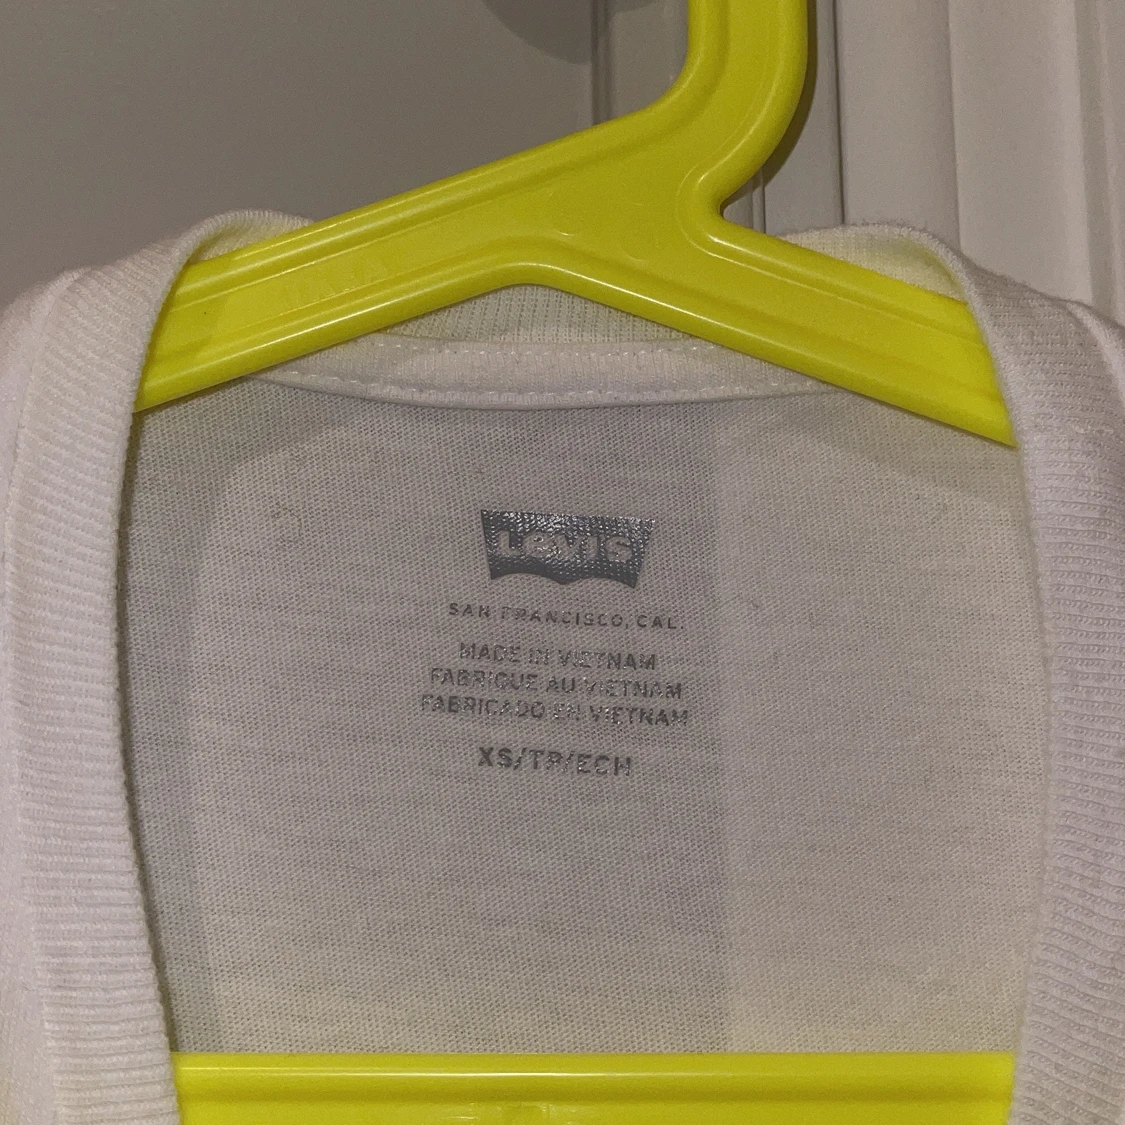 Levi's
SAN FRANCISCO, CAL.
MADE IN VIETNAM
FABRIQUE AU VIETNAM
FABRICADO EN VIETNAM
XS/TP/ECH